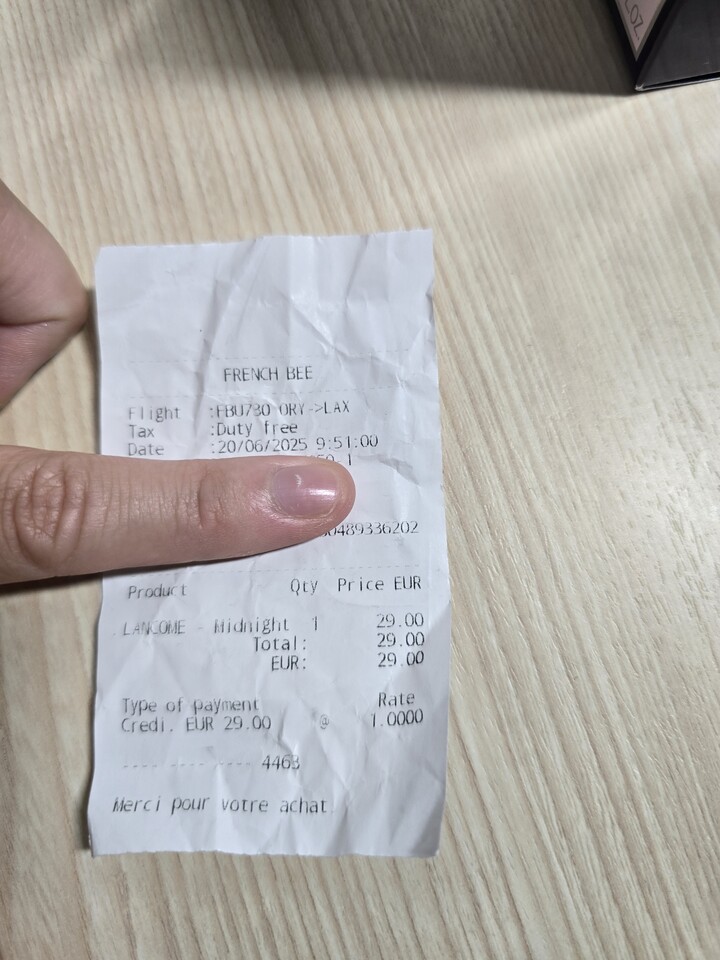 OZ
FRENCH BEE
Flight :FBU730 ORY->LAX
Tax :Duty free
Date :20/06/2025 9:51:00
0489336202
Product Qty Price EUR
LANCOME - Midnight 1 29.00
Total: 29.00
EUR: 29.00
Type of payment Rate
Credi. EUR 29.00 @ 1.0000
---- ---- ---- 4463
Merci pour votre achat